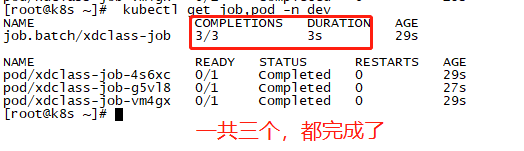 [root@k8s ~]#  kubectl get job,pod -n dev
NAME                    COMPLETIONS   DURATION   AGE
job.batch/xdclass-job   3/3           3s         29s
NAME                    READY   STATUS      RESTARTS   AGE
pod/xdclass-job-4s6xc   0/1     Completed   0          29s
pod/xdclass-job-g5vl8   0/1     Completed   0          27s
pod/xdclass-job-vm4gx   0/1     Completed   0          29s
[root@k8s ~]#
一共三个，都完成了